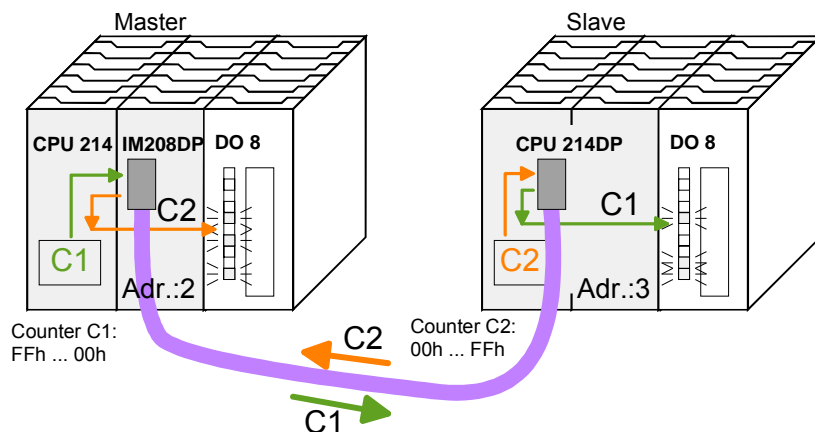 Master
Slave
CPU 214
IM208DP
DO 8
CPU 214DP
DO 8
C2
C1
C1
C2
Adr.:2
Adr.:3
Counter C1:
FFh ... 00h
Counter C2:
00h ... FFh
C2
C1